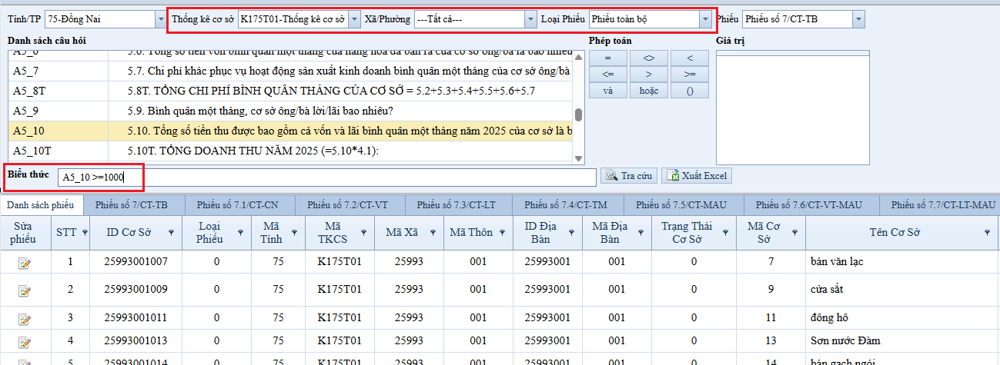 Tỉnh/TP 75-Đồng Nai Thống kê cơ sở K175T01-Thống kê cơ sở Xã/Phường ---Tất cả--- Loại Phiếu Phiếu toàn bộ Phiếu Phiếu số 7/CT-TB
Danh sách câu hỏi Phép toán Giá trị
A5_6 5.6. Tổng số tiền vốn bình quân một tháng của hàng hóa đã bán ra của cơ sở ông/bà là bao nhiêu
A5_7 5.7. Chi phí khác phục vụ hoạt động sản xuất kinh doanh bình quân một tháng của cơ sở ông/bà
A5_8T 5.8T. TỔNG CHI PHÍ BÌNH QUÂN THÁNG CỦA CƠ SỞ = 5.2+5.3+5.4+5.5+5.6+5.7
A5_9 5.9. Bình quân một tháng, cơ sở ông/bà lời/lãi bao nhiêu?
A5_10 5.10. Tổng số tiền thu được bao gồm cả vốn và lãi bình quân một tháng năm 2025 của cơ sở là b
A5_10T 5.10T. TỔNG DOANH THU NĂM 2025 (=5.10*4.1):
= <> <
<= > >=
và hoặc ()
Biểu thức A5_10 >=1000 Tra cứu Xuất Excel
Danh sách phiếu Phiếu số 7/CT-TB Phiếu số 7.1/CT-CN Phiếu số 7.2/CT-VT Phiếu số 7.3/CT-LT Phiếu số 7.4/CT-TM Phiếu số 7.5/CT-MAU Phiếu số 7.6/CT-VT-MAU Phiếu số 7.7/CT-LT-MAU
Sửa phiếu STT ID Cơ Sở Loại Phiếu Mã Tỉnh Mã TKCS Mã Xã Mã Thôn ID Địa Bàn Mã Địa Bàn Trạng Thái Cơ Sở Mã Cơ Sở Tên Cơ Sở
1 25993001007 0 75 K175T01 25993 001 25993001 001 0 7 bán văn lạc
2 25993001009 0 75 K175T01 25993 001 25993001 001 0 9 cửa sắt
3 25993001011 0 75 K175T01 25993 001 25993001 001 0 11 đông hô
4 25993001013 0 75 K175T01 25993 001 25993001 001 0 13 Sơn nước Đàm
5 25993001014 0 75 K175T01 25993 001 25993001 001 0 14 bán gạch ngói